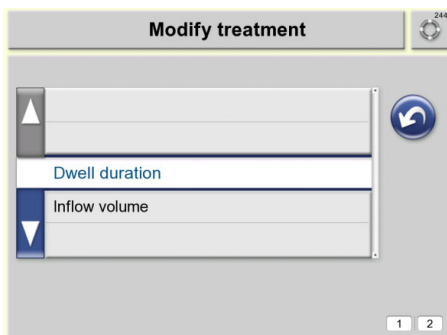 Modify treatment
244
Dwell duration
Inflow volume
1 2